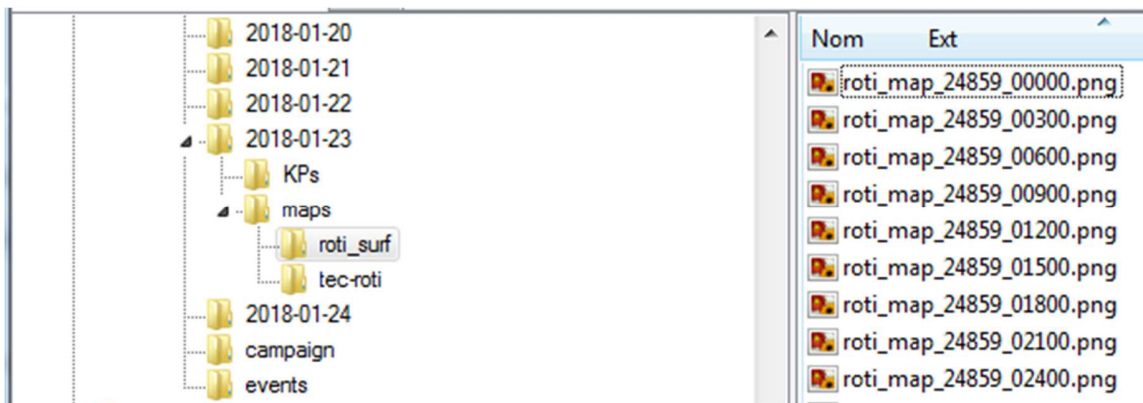 2018-01-20
2018-01-21
2018-01-22
2018-01-23
KPs
maps
roti_surf
tec-roti
2018-01-24
campaign
events
Nom Ext
roti_map_24859_00000.png
roti_map_24859_00300.png
roti_map_24859_00600.png
roti_map_24859_00900.png
roti_map_24859_01200.png
roti_map_24859_01500.png
roti_map_24859_01800.png
roti_map_24859_02100.png
roti_map_24859_02400.png